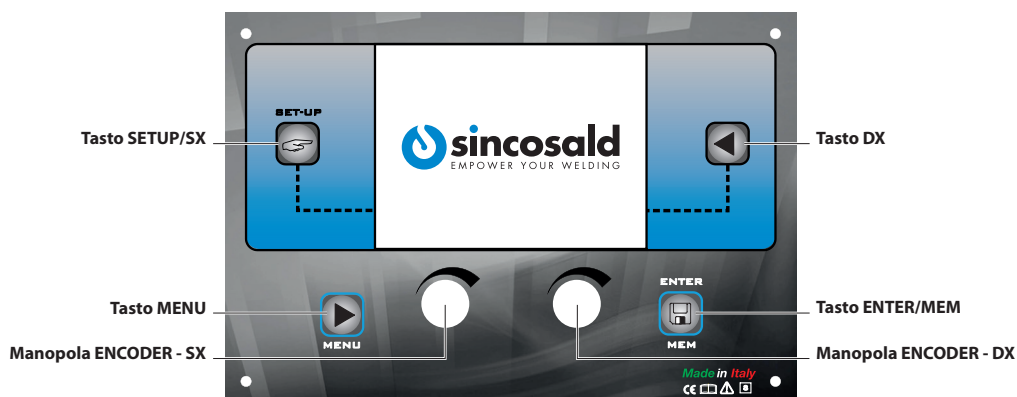 SET-UP
Tasto SETUP/SX
Tasto DX
sincosald
EMPOWER YOUR WELDING
ENTER
Tasto MENU
Tasto ENTER/MEM
MENU
MEM
Manopola ENCODER - SX
Manopola ENCODER - DX
Made in Italy
CE